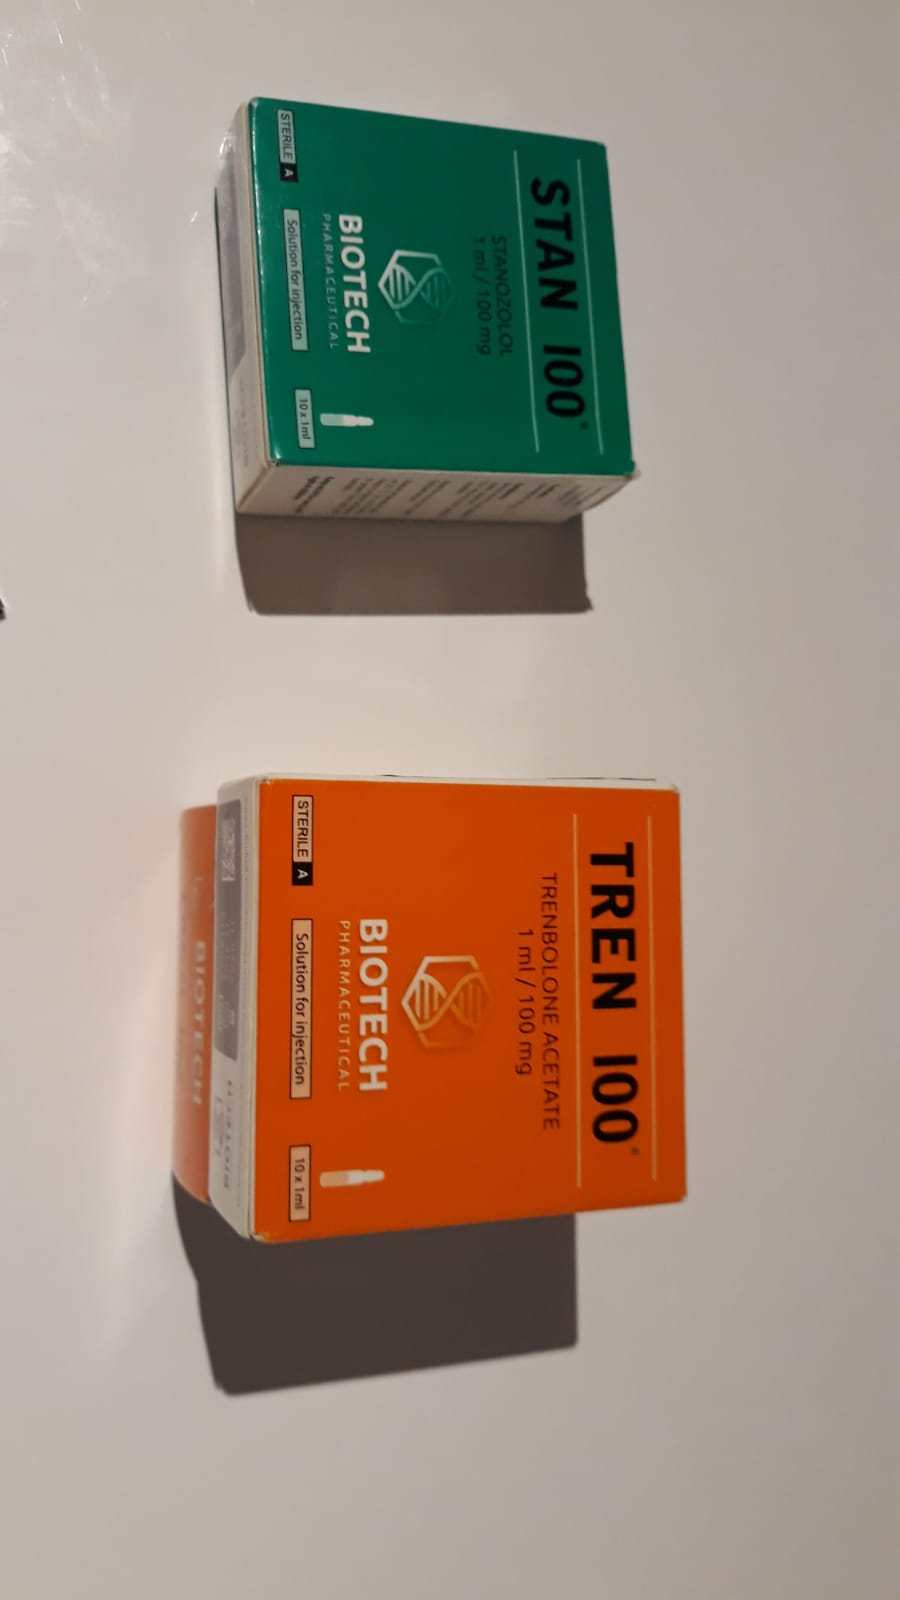 STAN 100®
STANOZOLOL
1 ml / 100 mg
BIOTECH
PHARMACEUTICAL
STERILE A
Solution for injection
10 x 1ml
TREN 100®
TRENBOLONE ACETATE
1 ml / 100 mg
BIOTECH
PHARMACEUTICAL
STERILE A
Solution for injection
10 x 1ml
BIOTECH